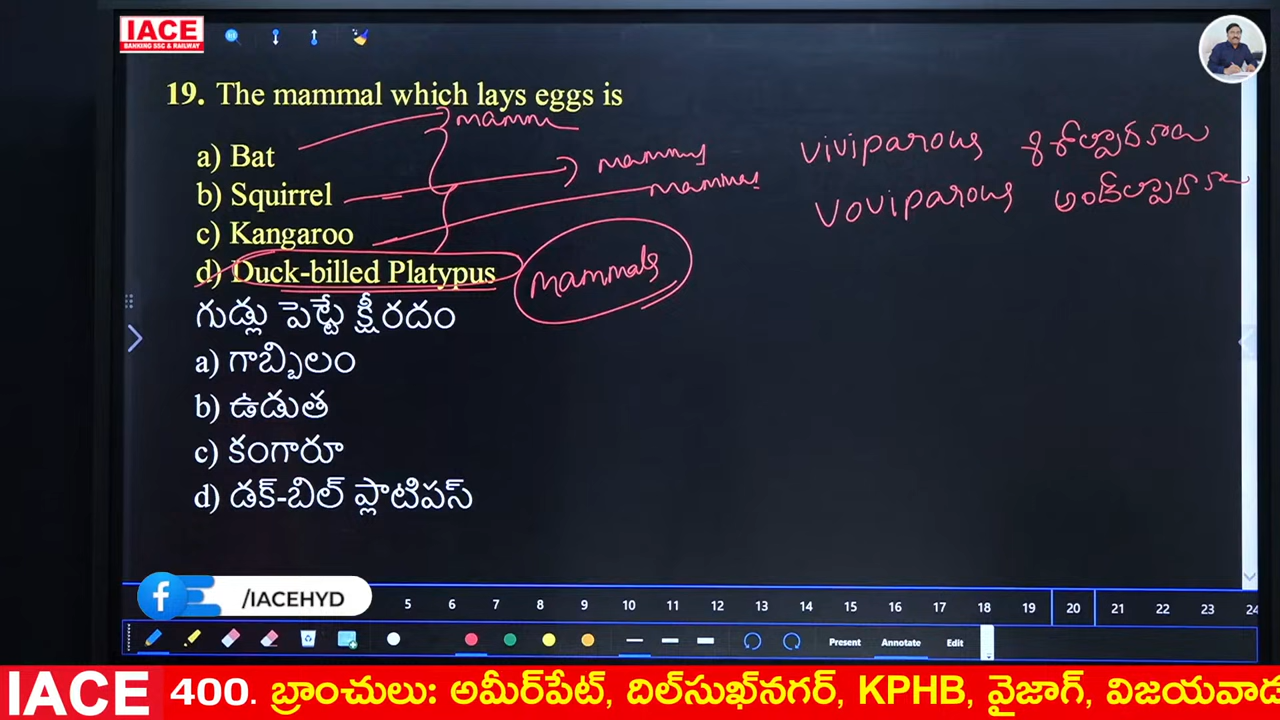 IACE
BANKING SSC & RAILWAY
19. The mammal which lays eggs is
a) Bat
b) Squirrel
c) Kangaroo
d) Duck-billed Platypus
mammals
viviparous
voviparous
గుడ్లు పెట్టే క్షీరదం
a) గాబ్బిలం
b) ఉడుత
c) కంగారూ
d) డక్-బిల్ ప్లాటిపస్
/IACEHYD
5 6 7 8 9 10 11 12 13 14 15 16 17 18 19 20 21 22 23 24
Present Annotate Edit
IACE 400. బ్రాంచులు: అమీర్‌పేట్, దిల్‌సుఖ్‌నగర్, KPHB, వైజాగ్, విజయవాడ